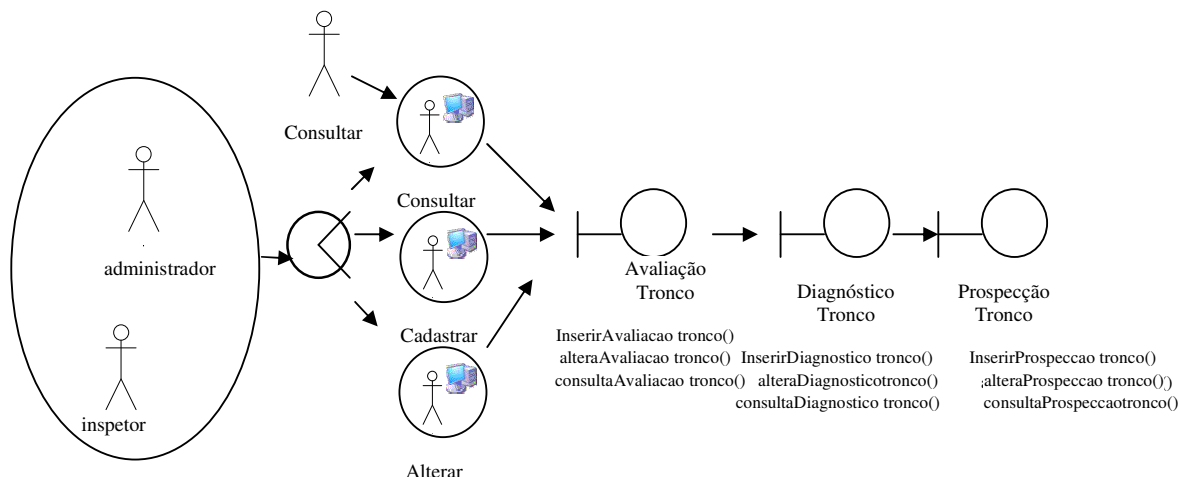 Consultar
administrador
inspetor
Consultar
Cadastrar
Alterar
Avaliação
Tronco
InserirAvaliacao tronco()
alteraAvaliacao tronco()
consultaAvaliacao tronco()
Diagnóstico
Tronco
InserirDiagnostico tronco()
alteraDiagnosticotronco()
consultaDiagnostico tronco()
Prospecção
Tronco
InserirProspeccao tronco()
alteraProspeccao tronco()
consultaProspeccaotronco()